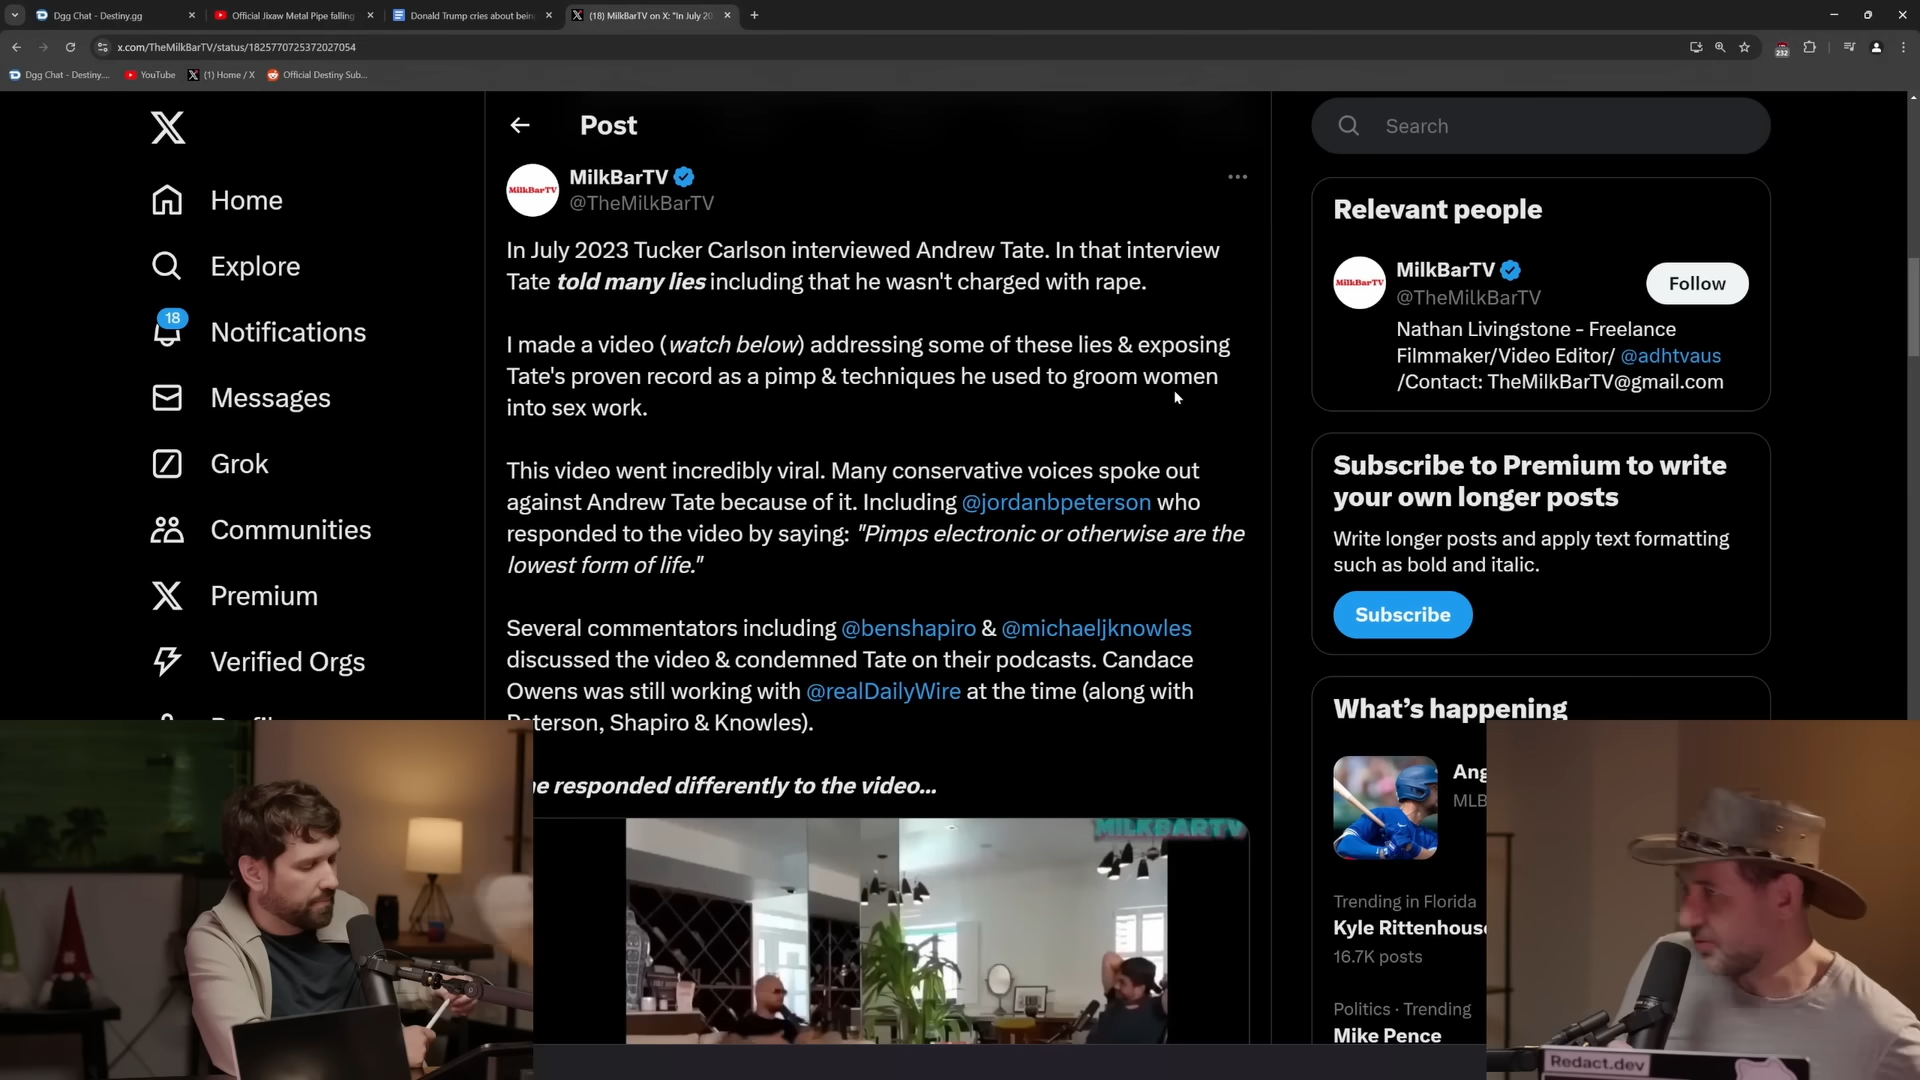 Dgg Chat - Destiny.gg
Official Jixaw Metal Pipe falling
Donald Trump cries about bein
(18) MilkBarTV on X: "In July 20
x.com/TheMilkBarTV/status/1825770725372027054
232
Dgg Chat - Destiny....
YouTube
(1) Home / X
Official Destiny Sub...
Home
Explore
18
Notifications
Messages
Grok
Communities
Premium
Verified Orgs
Post
MilkBarTV
MilkBarTV
@TheMilkBarTV
In July 2023 Tucker Carlson interviewed Andrew Tate. In that interview
Tate told many lies including that he wasn't charged with rape.
I made a video (watch below) addressing some of these lies & exposing
Tate's proven record as a pimp & techniques he used to groom women
into sex work.
This video went incredibly viral. Many conservative voices spoke out
against Andrew Tate because of it. Including @jordanbpeterson who
responded to the video by saying: "Pimps electronic or otherwise are the
lowest form of life."
Several commentators including @benshapiro & @michaeljknowles
discussed the video & condemned Tate on their podcasts. Candace
Owens was still working with @realDailyWire at the time (along with
Peterson, Shapiro & Knowles).
responded differently to the video...
MILKBARTV
Search
Relevant people
MilkBarTV
MilkBarTV
@TheMilkBarTV
Follow
Nathan Livingstone - Freelance
Filmmaker/Video Editor/ @adhtvaus
/Contact: TheMilkBarTV@gmail.com
Subscribe to Premium to write
your own longer posts
Write longer posts and apply text formatting
such as bold and italic.
Subscribe
What's happening
Ang
MLB
Trending in Florida
Kyle Rittenhouse
16.7K posts
Politics · Trending
Mike Pence
Redact.dev